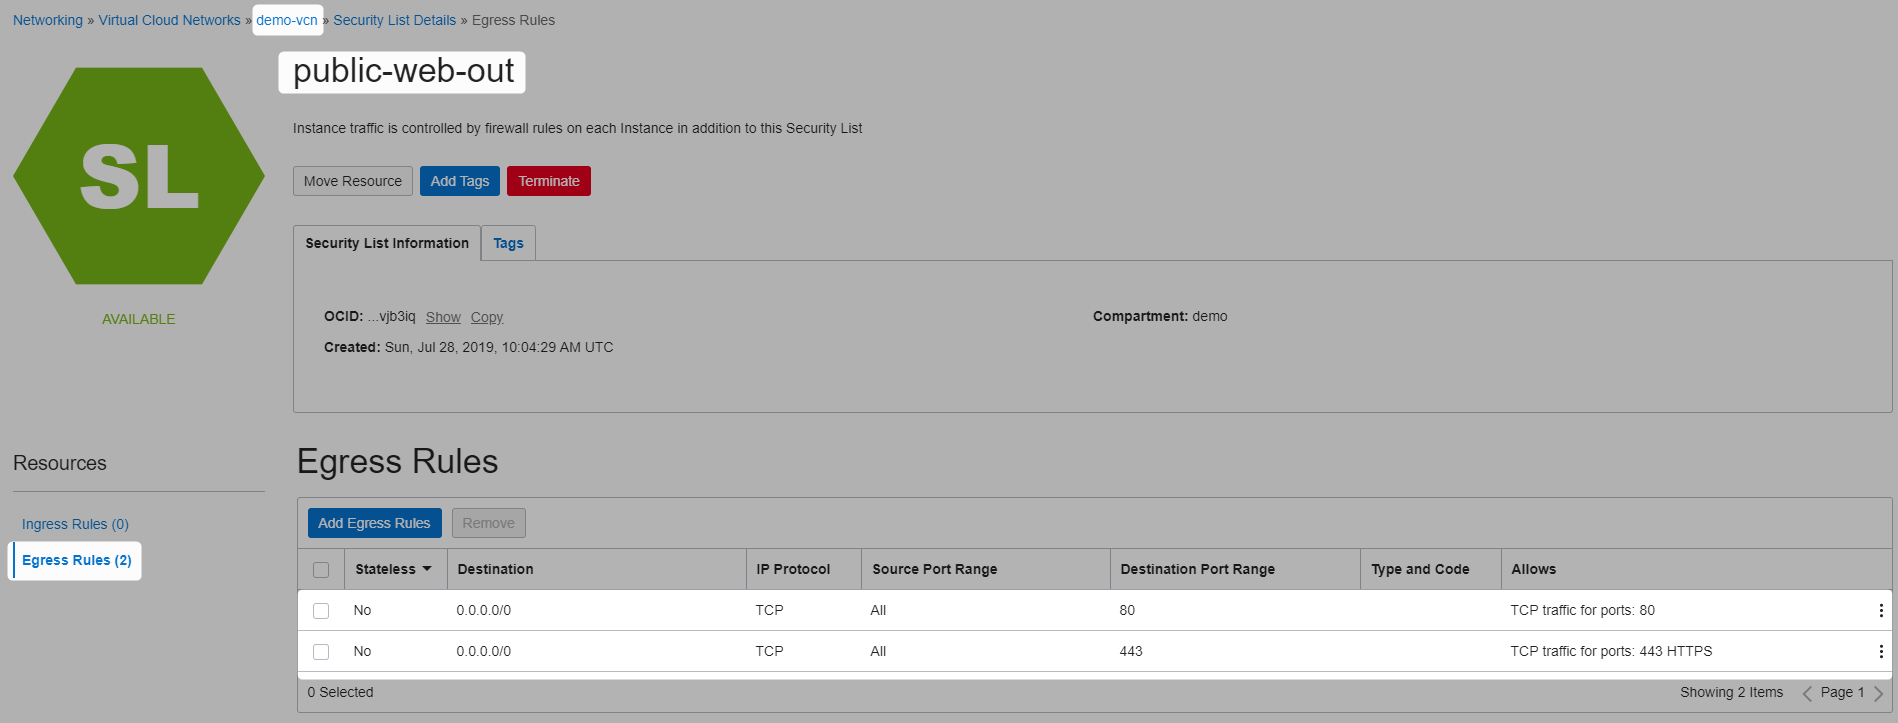 Networking » Virtual Cloud Networks » demo-vcn » Security List Details » Egress Rules
public-web-out
SL
Instance traffic is controlled by firewall rules on each Instance in addition to this Security List
Move Resource Add Tags Terminate
Security List Information Tags
OCID: ...vjb3iq Show Copy Compartment: demo
AVAILABLE
Created: Sun, Jul 28, 2019, 10:04:29 AM UTC
Resources
Ingress Rules (0)
Egress Rules (2)
Egress Rules
Add Egress Rules Remove
Stateless Destination IP Protocol Source Port Range Destination Port Range Type and Code Allows
No 0.0.0.0/0 TCP All 80 TCP traffic for ports: 80
No 0.0.0.0/0 TCP All 443 TCP traffic for ports: 443 HTTPS
0 Selected Showing 2 Items Page 1